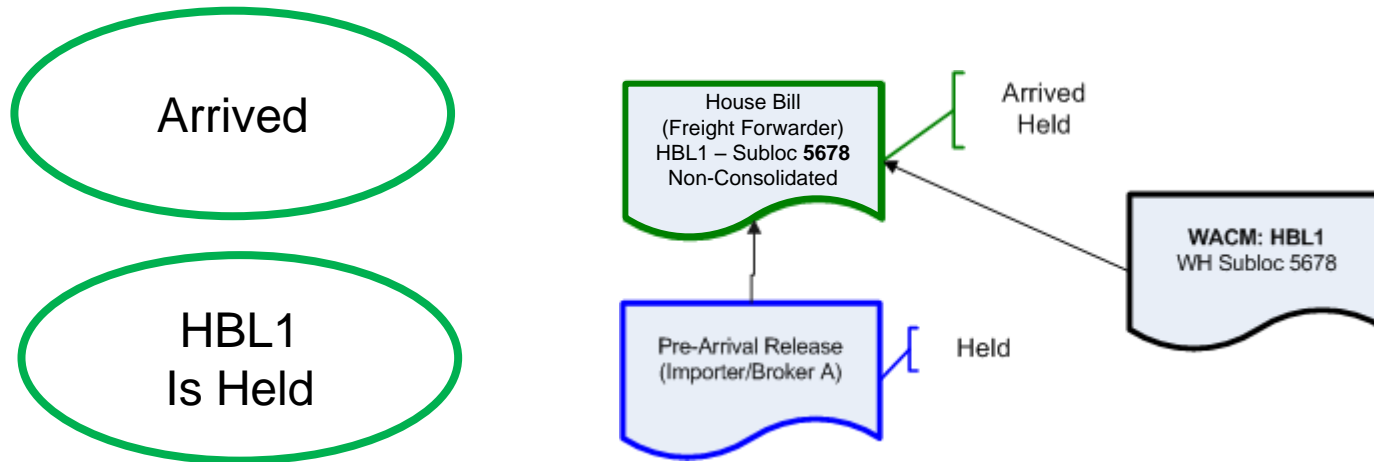 Arrived
HBL1
Is Held
House Bill
(Freight Forwarder)
HBL1 – Subloc 5678
Non-Consolidated
Arrived
Held
WACM: HBL1
WH Subloc 5678
Pre-Arrival Release
(Importer/Broker A)
Held